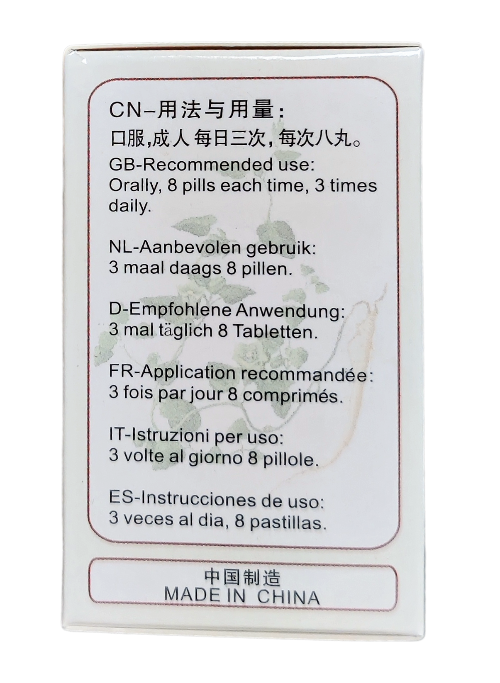 CN–用法与用量：
口服,成人每日三次, 每次八丸。
GB-Recommended use:
Orally, 8 pills each time, 3 times
daily.
NL-Aanbevolen gebruik:
3 maal daags 8 pillen.
D-Empfohlene Anwendung:
3 mal täglich 8 Tabletten.
FR-Application recommandée:
3 fois par jour 8 comprimés.
IT-Istruzioni per uso:
3 volte al giorno 8 pillole.
ES-Instrucciones de uso:
3 veces al dia, 8 pastillas.
中国制造
MADE IN CHINA